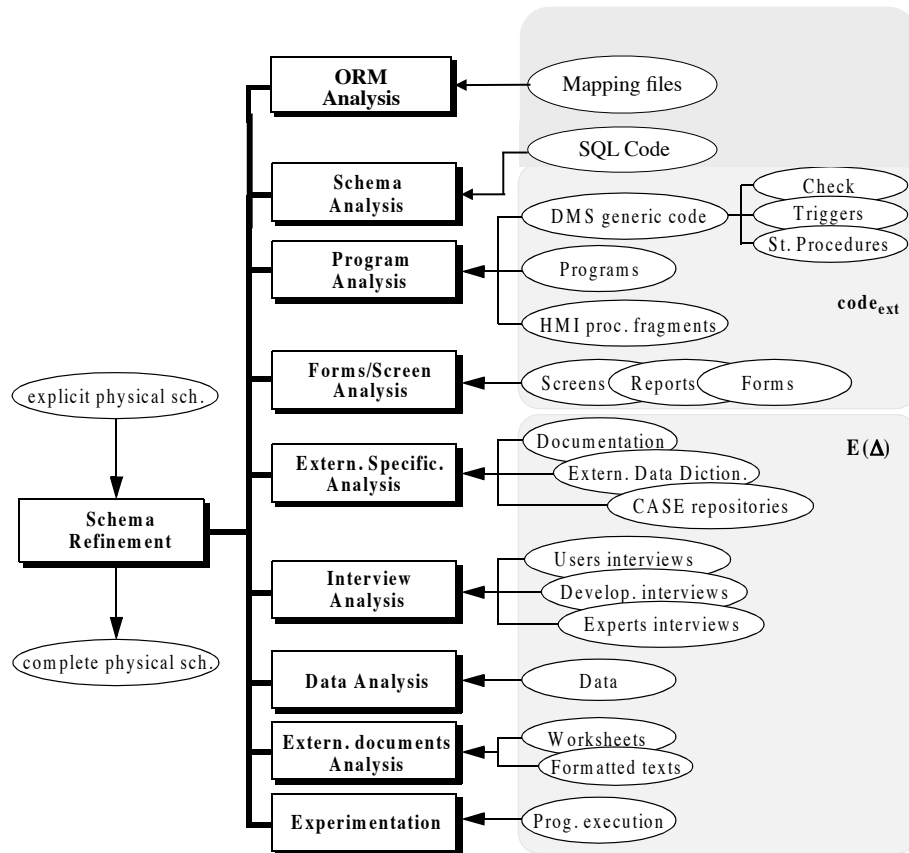 ORM
Analysis
Mapping files
SQL Code
Schema
Analysis
Check
DMS generic code
Triggers
St. Procedures
Program
Analysis
Programs
code_ext
HMI proc. fragments
Forms/Screen
Analysis
Screens
Reports
Forms
explicit physical sch.
Documentation
E(Δ)
Extern. Specific.
Analysis
Extern. Data Diction.
CASE repositories
Schema
Refinement
Users interviews
Interview
Analysis
Develop. interviews
Experts interviews
complete physical sch.
Data Analysis
Data
Extern. documents
Analysis
Worksheets
Formatted texts
Experimentation
Prog. execution